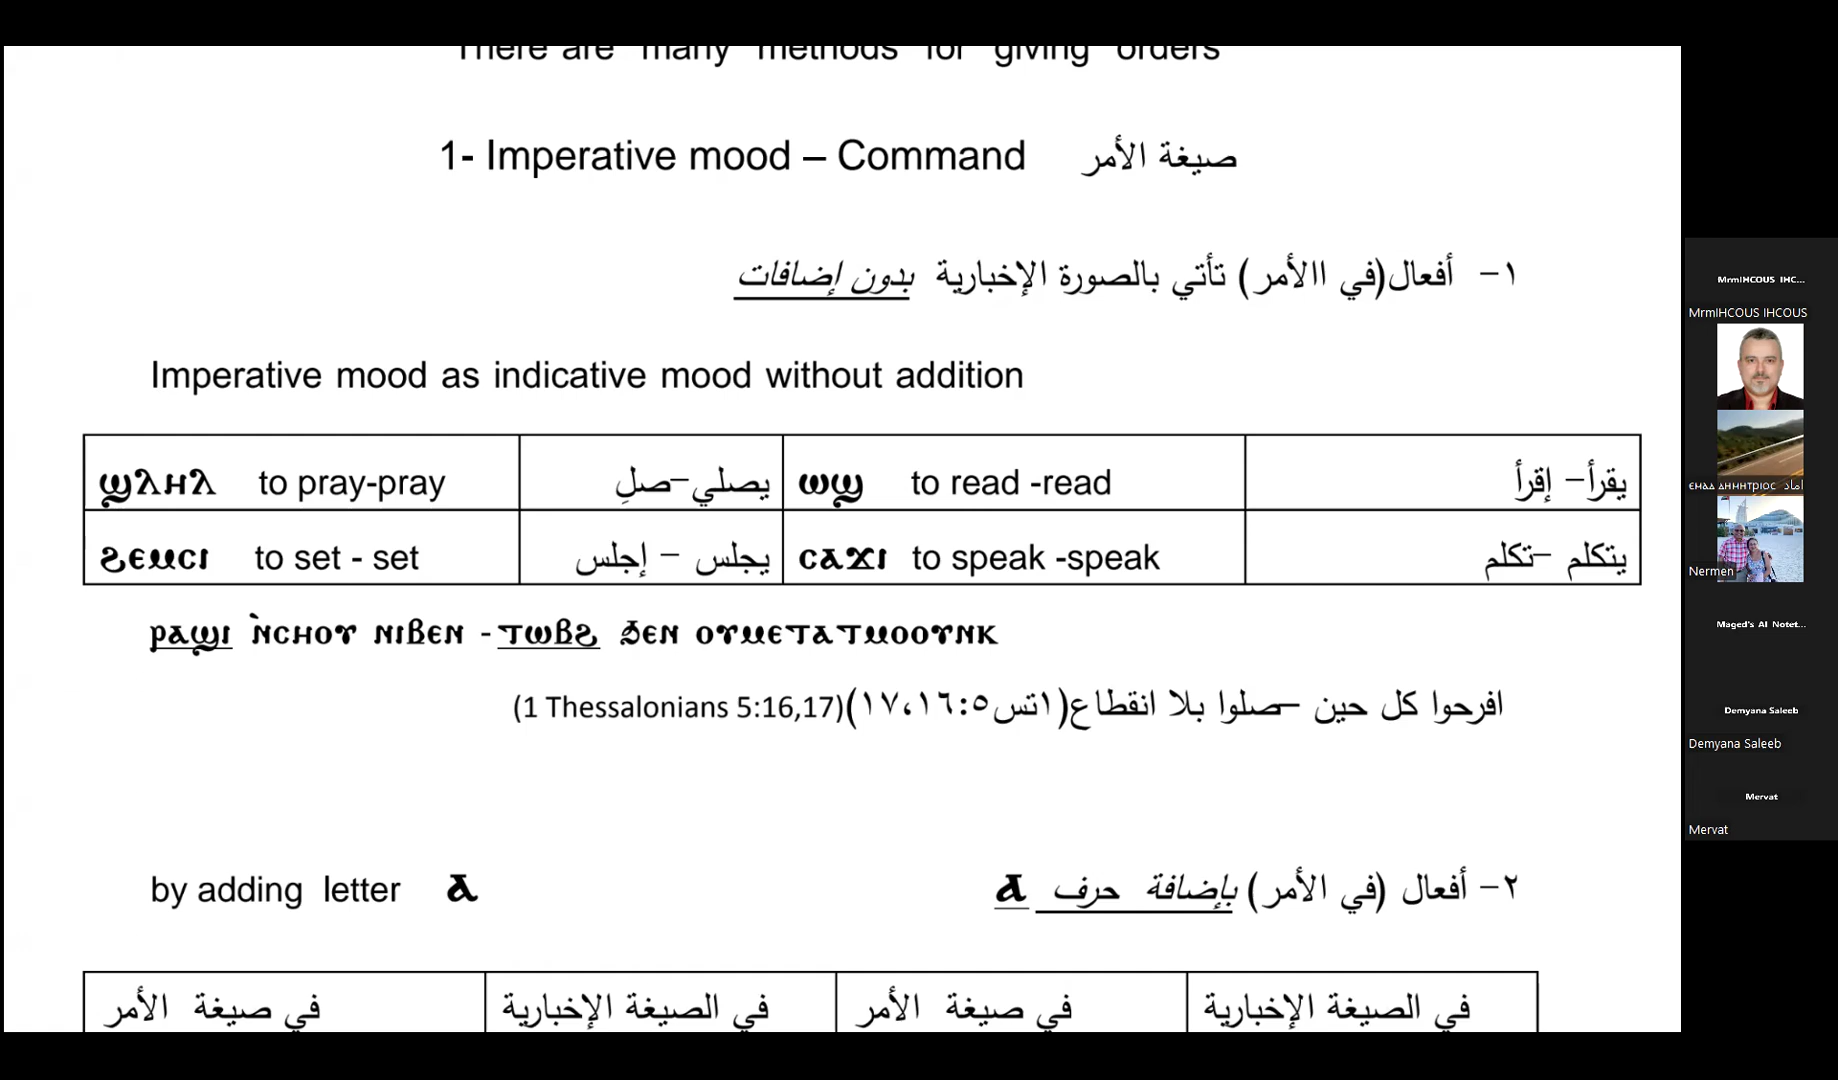 There are many methods for giving orders
1- Imperative mood – Command صيغة الأمر
١- أفعال(في االأمر) تأتي بالصورة الإخبارية بدون إضافات
Imperative mood as indicative mood without addition
ϣⲗⲏⲗ to pray-pray يصلي–صلِ ⲱϣ to read -read يقرأ– إقرأ
ϩⲉⲙⲥⲓ to set - set يجلس – إجلس ⲥⲁϫⲓ to speak -speak يتكلم –تكلم
ⲣⲁϣⲓ ⲛ̀ⲥⲏⲟⲩ ⲛⲓⲃⲉⲛ - ⲧⲱⲃϩ ϧⲉⲛ ⲟⲩⲙⲉⲧⲁⲧⲙⲟⲟⲩⲛⲕ
افرحوا كل حين –صلوا بلا انقطاع(١تس٥:١٦،١٧)(1 Thessalonians 5:16,17)
by adding letter ⲁ ٢- أفعال (في الأمر) بإضافة حرف ⲁ
في الصيغة الإخبارية في صيغة الأمر في الصيغة الإخبارية في صيغة الأمر
MrmIHCOUS IHC...
MrmIHCOUS IHCOUS
Nermen
Maged's AI Notet...
Demyana Saleeb
Demyana Saleeb
Mervat
Mervat